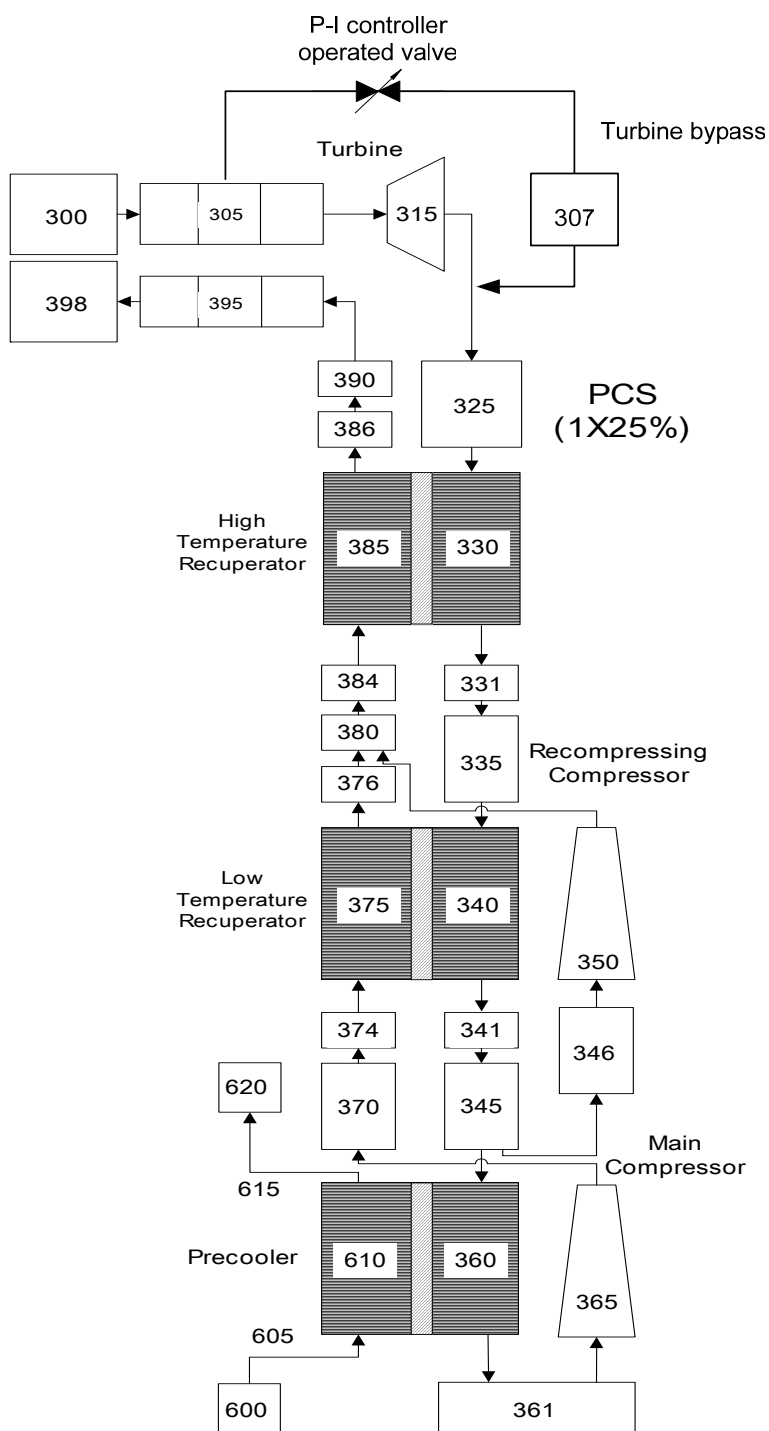 P-I controller
operated valve
Turbine bypass
Turbine
300
305
315
307
398
395
390
325
PCS
(1X25%)
386
High
Temperature
Recuperator
385
330
384
331
380
335
Recompressing
Compressor
376
Low
Temperature
Recuperator
375
340
350
374
341
346
620
370
345
Main
Compressor
615
Precooler
610
360
365
605
600
361